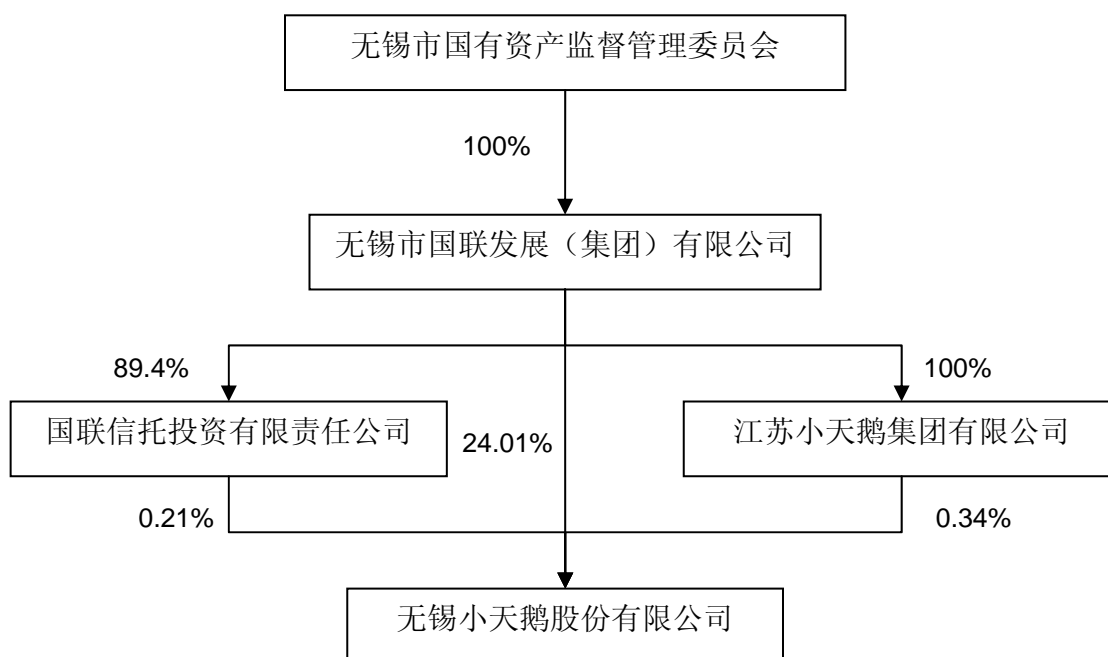 无锡市国有资产监督管理委员会
100%
无锡市国联发展（集团）有限公司
89.4%
100%
国联信托投资有限责任公司
24.01%
江苏小天鹅集团有限公司
0.21%
0.34%
无锡小天鹅股份有限公司